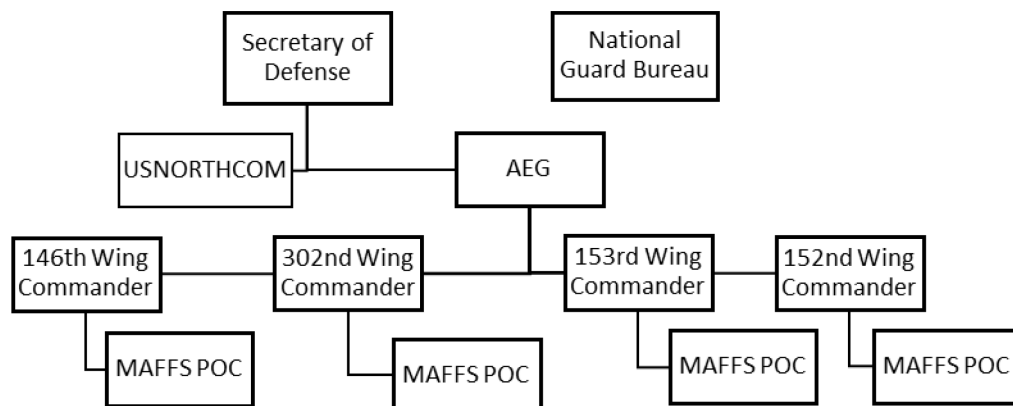 Secretary of
Defense
National
Guard Bureau
USNORTHCOM
AEG
146th Wing
Commander
302nd Wing
Commander
153rd Wing
Commander
152nd Wing
Commander
MAFFS POC
MAFFS POC
MAFFS POC
MAFFS POC